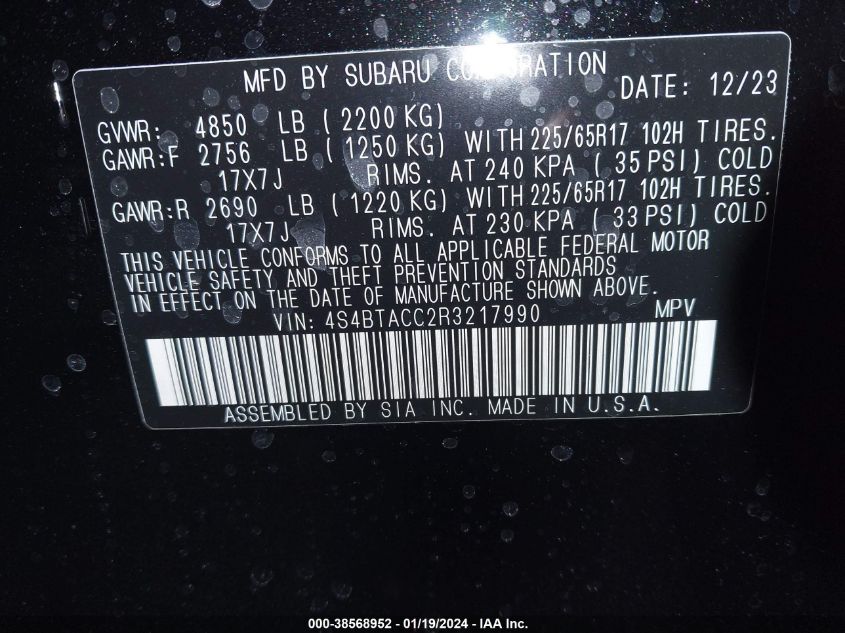 MFD BY SUBARU CORPORATION DATE: 12/23
GVWR: 4850 LB ( 2200 KG)
GAWR:F 2756 LB ( 1250 KG) WITH 225/65R17 102H TIRES.
17X7J RIMS. AT 240 KPA ( 35 PSI) COLD
GAWR:R 2690 LB ( 1220 KG) WITH 225/65R17 102H TIRES.
17X7J RIMS. AT 230 KPA ( 33 PSI) COLD
THIS VEHICLE CONFORMS TO ALL APPLICABLE FEDERAL MOTOR
VEHICLE SAFETY AND THEFT PREVENTION STANDARDS
IN EFFECT ON THE DATE OF MANUFACTURE SHOWN ABOVE.
VIN: 4S4BTACC2R3217990 MPV
ASSEMBLED BY SIA INC. MADE IN U.S.A.
000-38568952 - 01/19/2024 - IAA Inc.